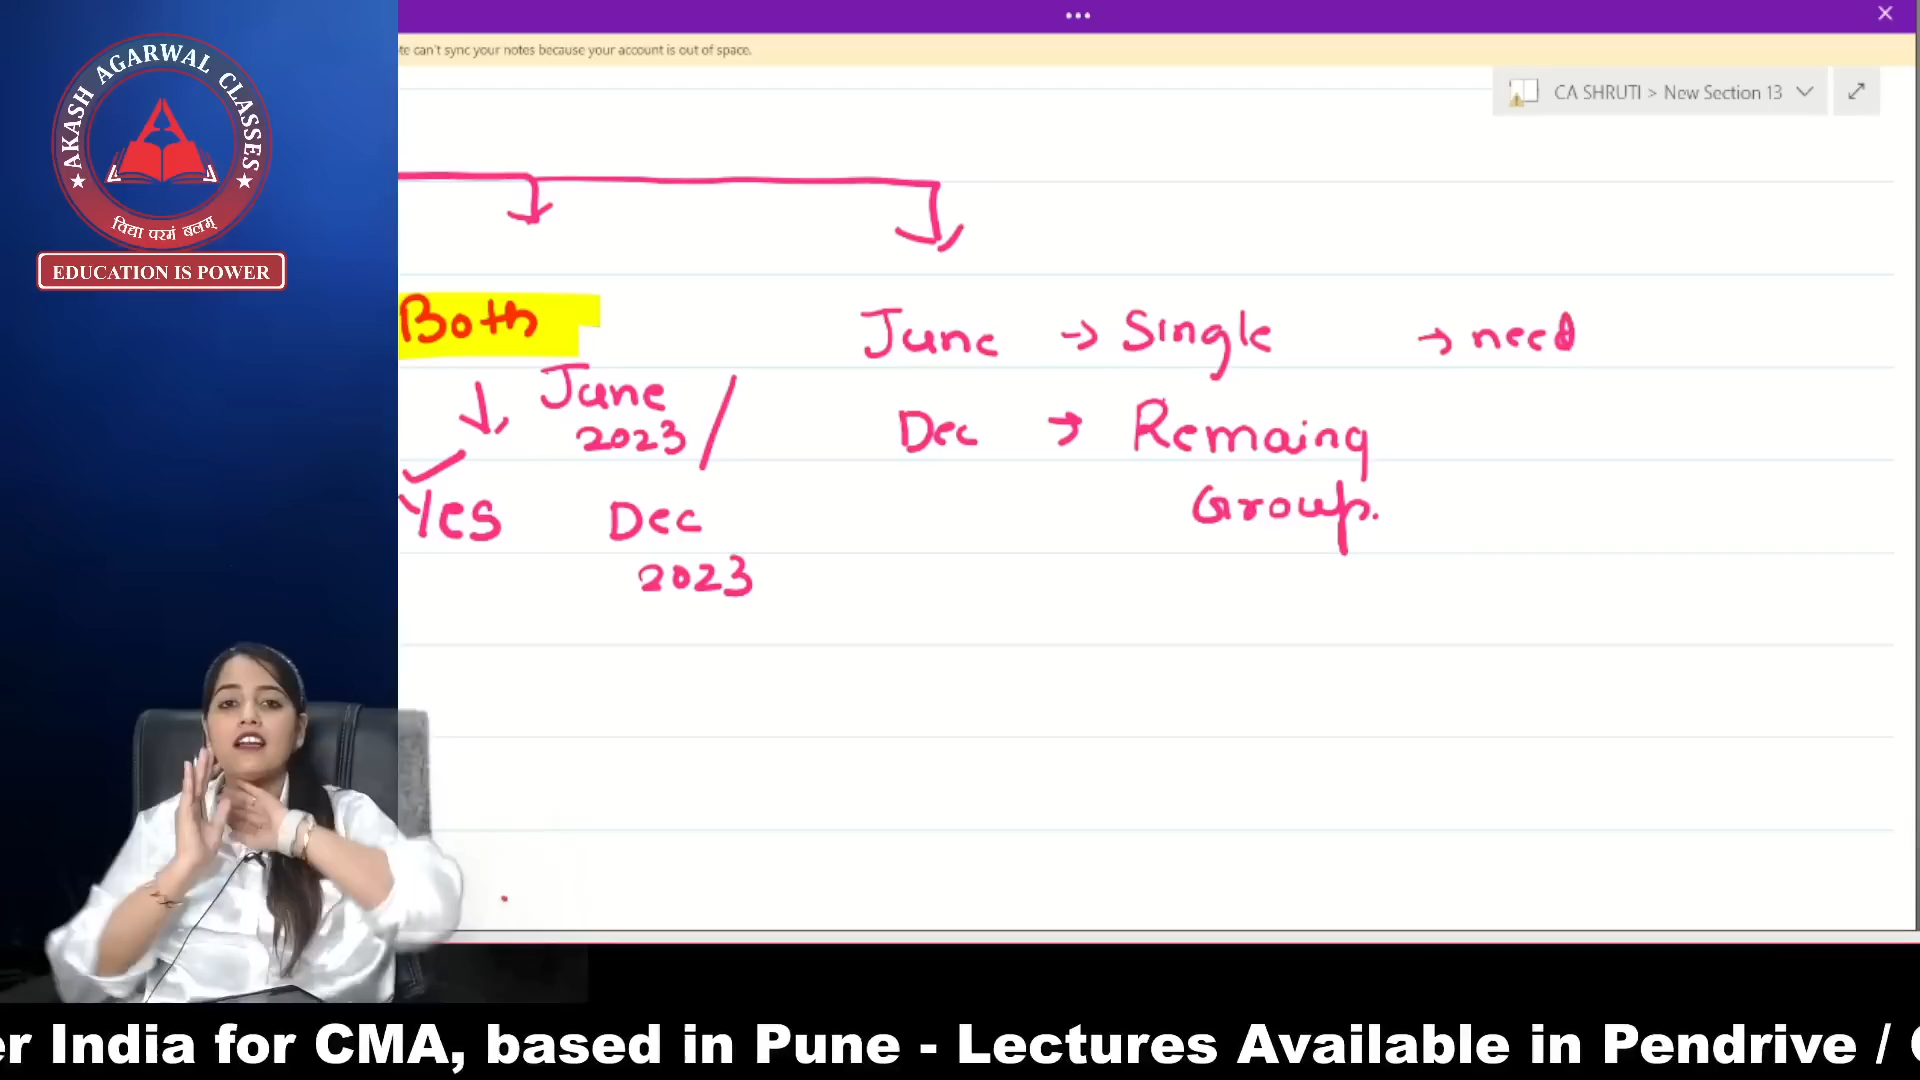 AKASH AGARWAL CLASSES
विद्या परमं बलम्
EDUCATION IS POWER
te can't sync your notes because your account is out of space.
CA SHRUTI > New Section 13
Both
June 2023 /
Yes
Dec 2023
June → Single → need
Dec → Remaing Group.
er India for CMA, based in Pune - Lectures Available in Pendrive /